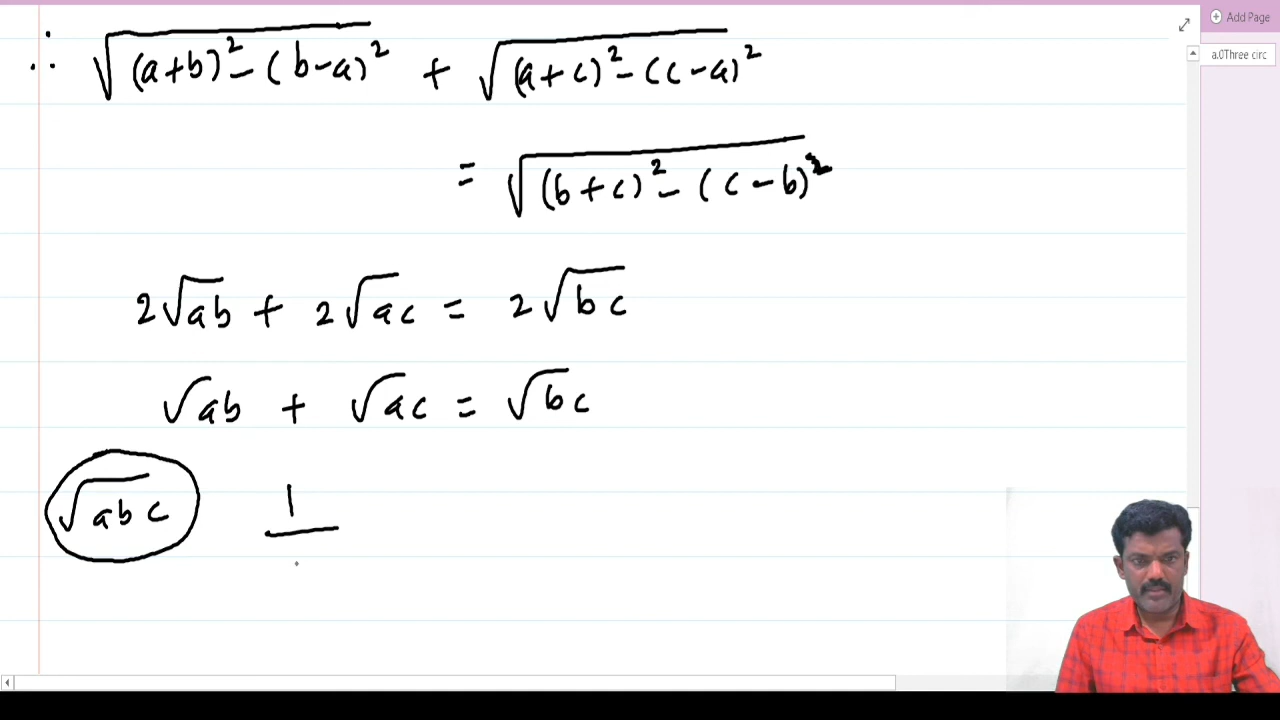 ∴ √((a+b)² - (b-a)²) + √((a+c)² - (c-a)²)
= √((b+c)² - (c-b)²)
2√ab + 2√ac = 2√bc
√ab + √ac = √bc
√abc 1
Add Page
a.0Three circ